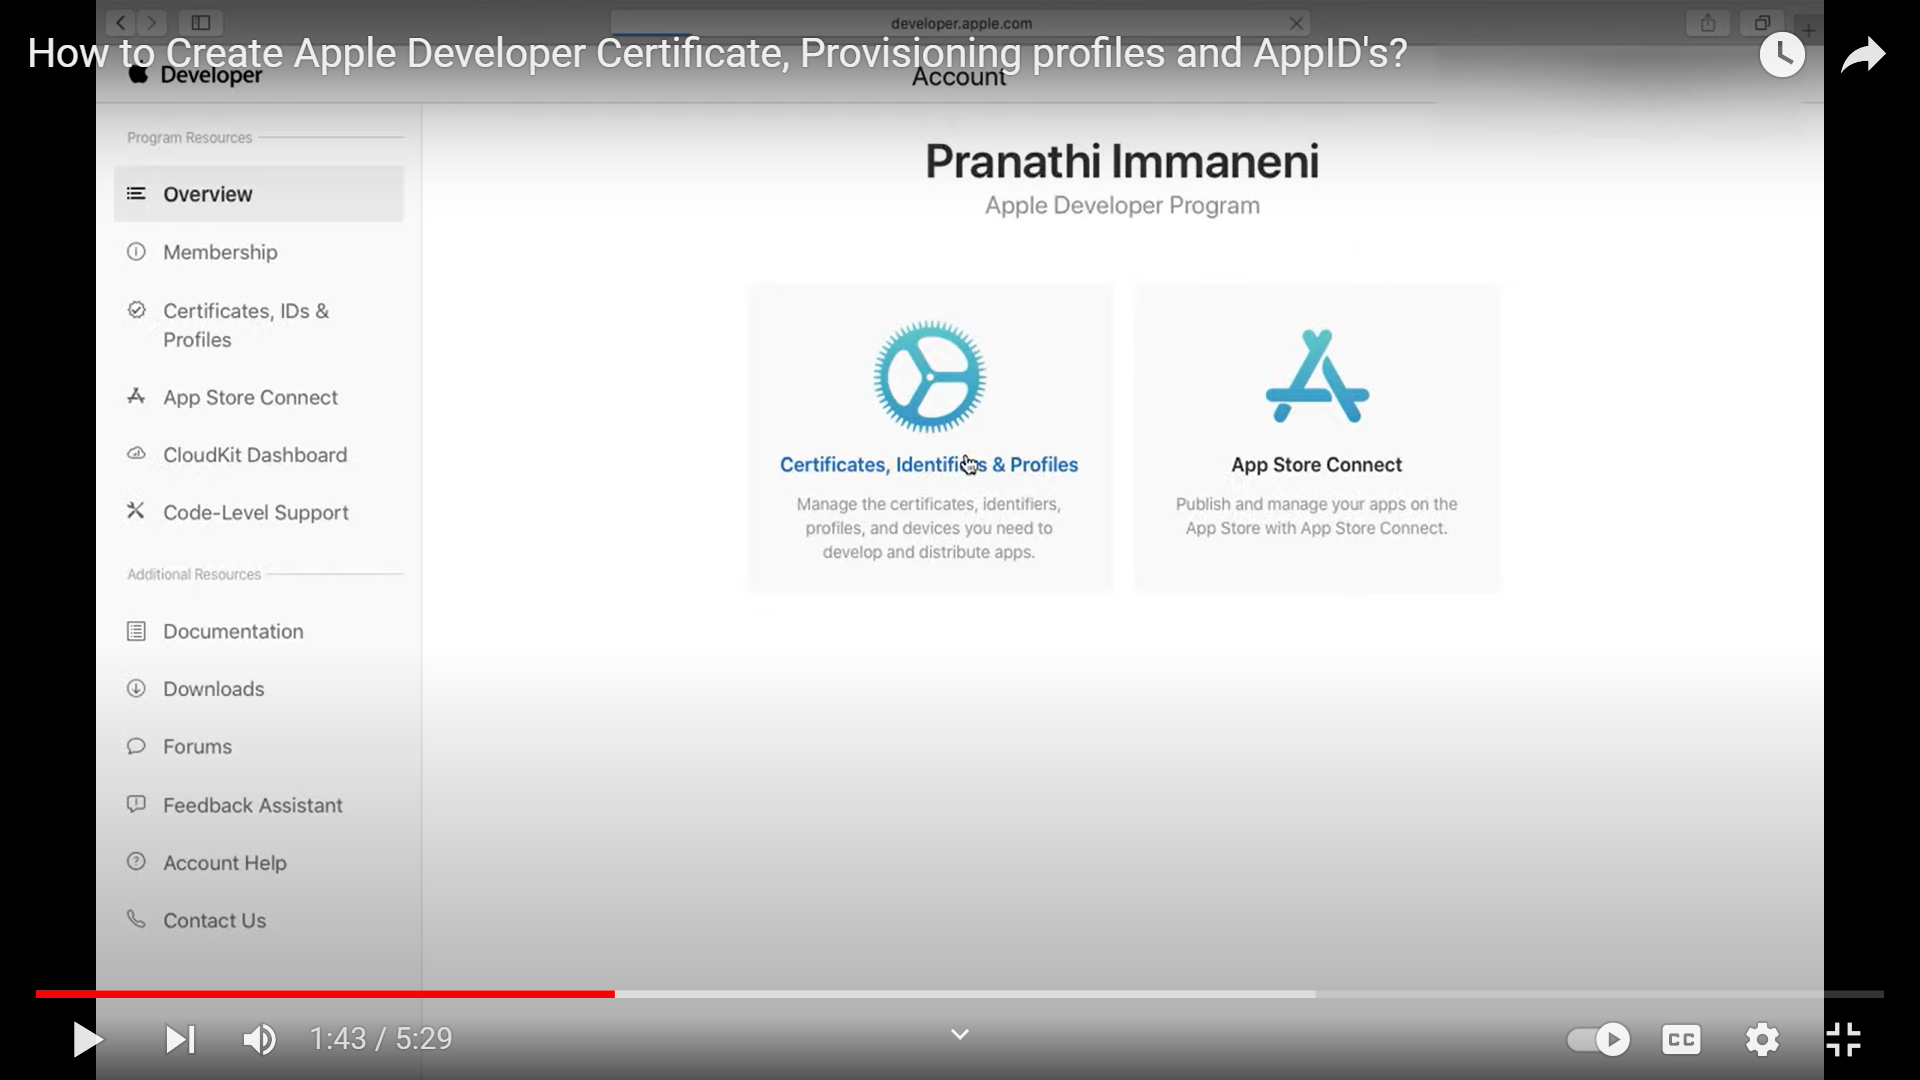 developer.apple.com
How to Create Apple Developer Certificate, Provisioning profiles and AppID's?
Developer
Account
Program Resources
Overview
Membership
Certificates, IDs &
Profiles
App Store Connect
CloudKit Dashboard
Code-Level Support
Additional Resources
Documentation
Downloads
Forums
Feedback Assistant
Account Help
Contact Us
Pranathi Immaneni
Apple Developer Program
Certificates, Identifiers & Profiles
Manage the certificates, identifiers,
profiles, and devices you need to
develop and distribute apps.
App Store Connect
Publish and manage your apps on the
App Store with App Store Connect.
1:43 / 5:29
CC